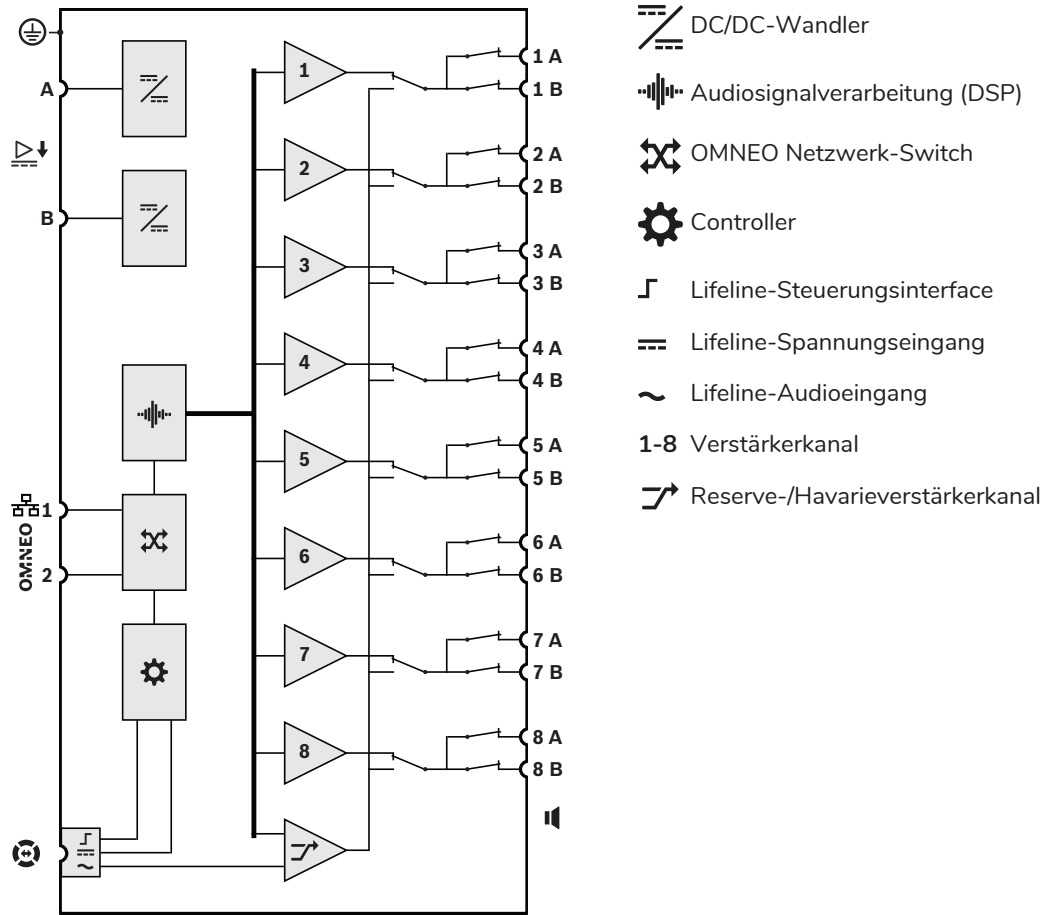 A
B
1
OMNEO
2
1
2
3
4
5
6
7
8
1 A
1 B
2 A
2 B
3 A
3 B
4 A
4 B
5 A
5 B
6 A
6 B
7 A
7 B
8 A
8 B
DC/DC-Wandler
Audiosignalverarbeitung (DSP)
OMNEO Netzwerk-Switch
Controller
Lifeline-Steuerungsinterface
Lifeline-Spannungseingang
Lifeline-Audioeingang
1-8 Verstärkerkanal
Reserve-/Havarieverstärkerkanal